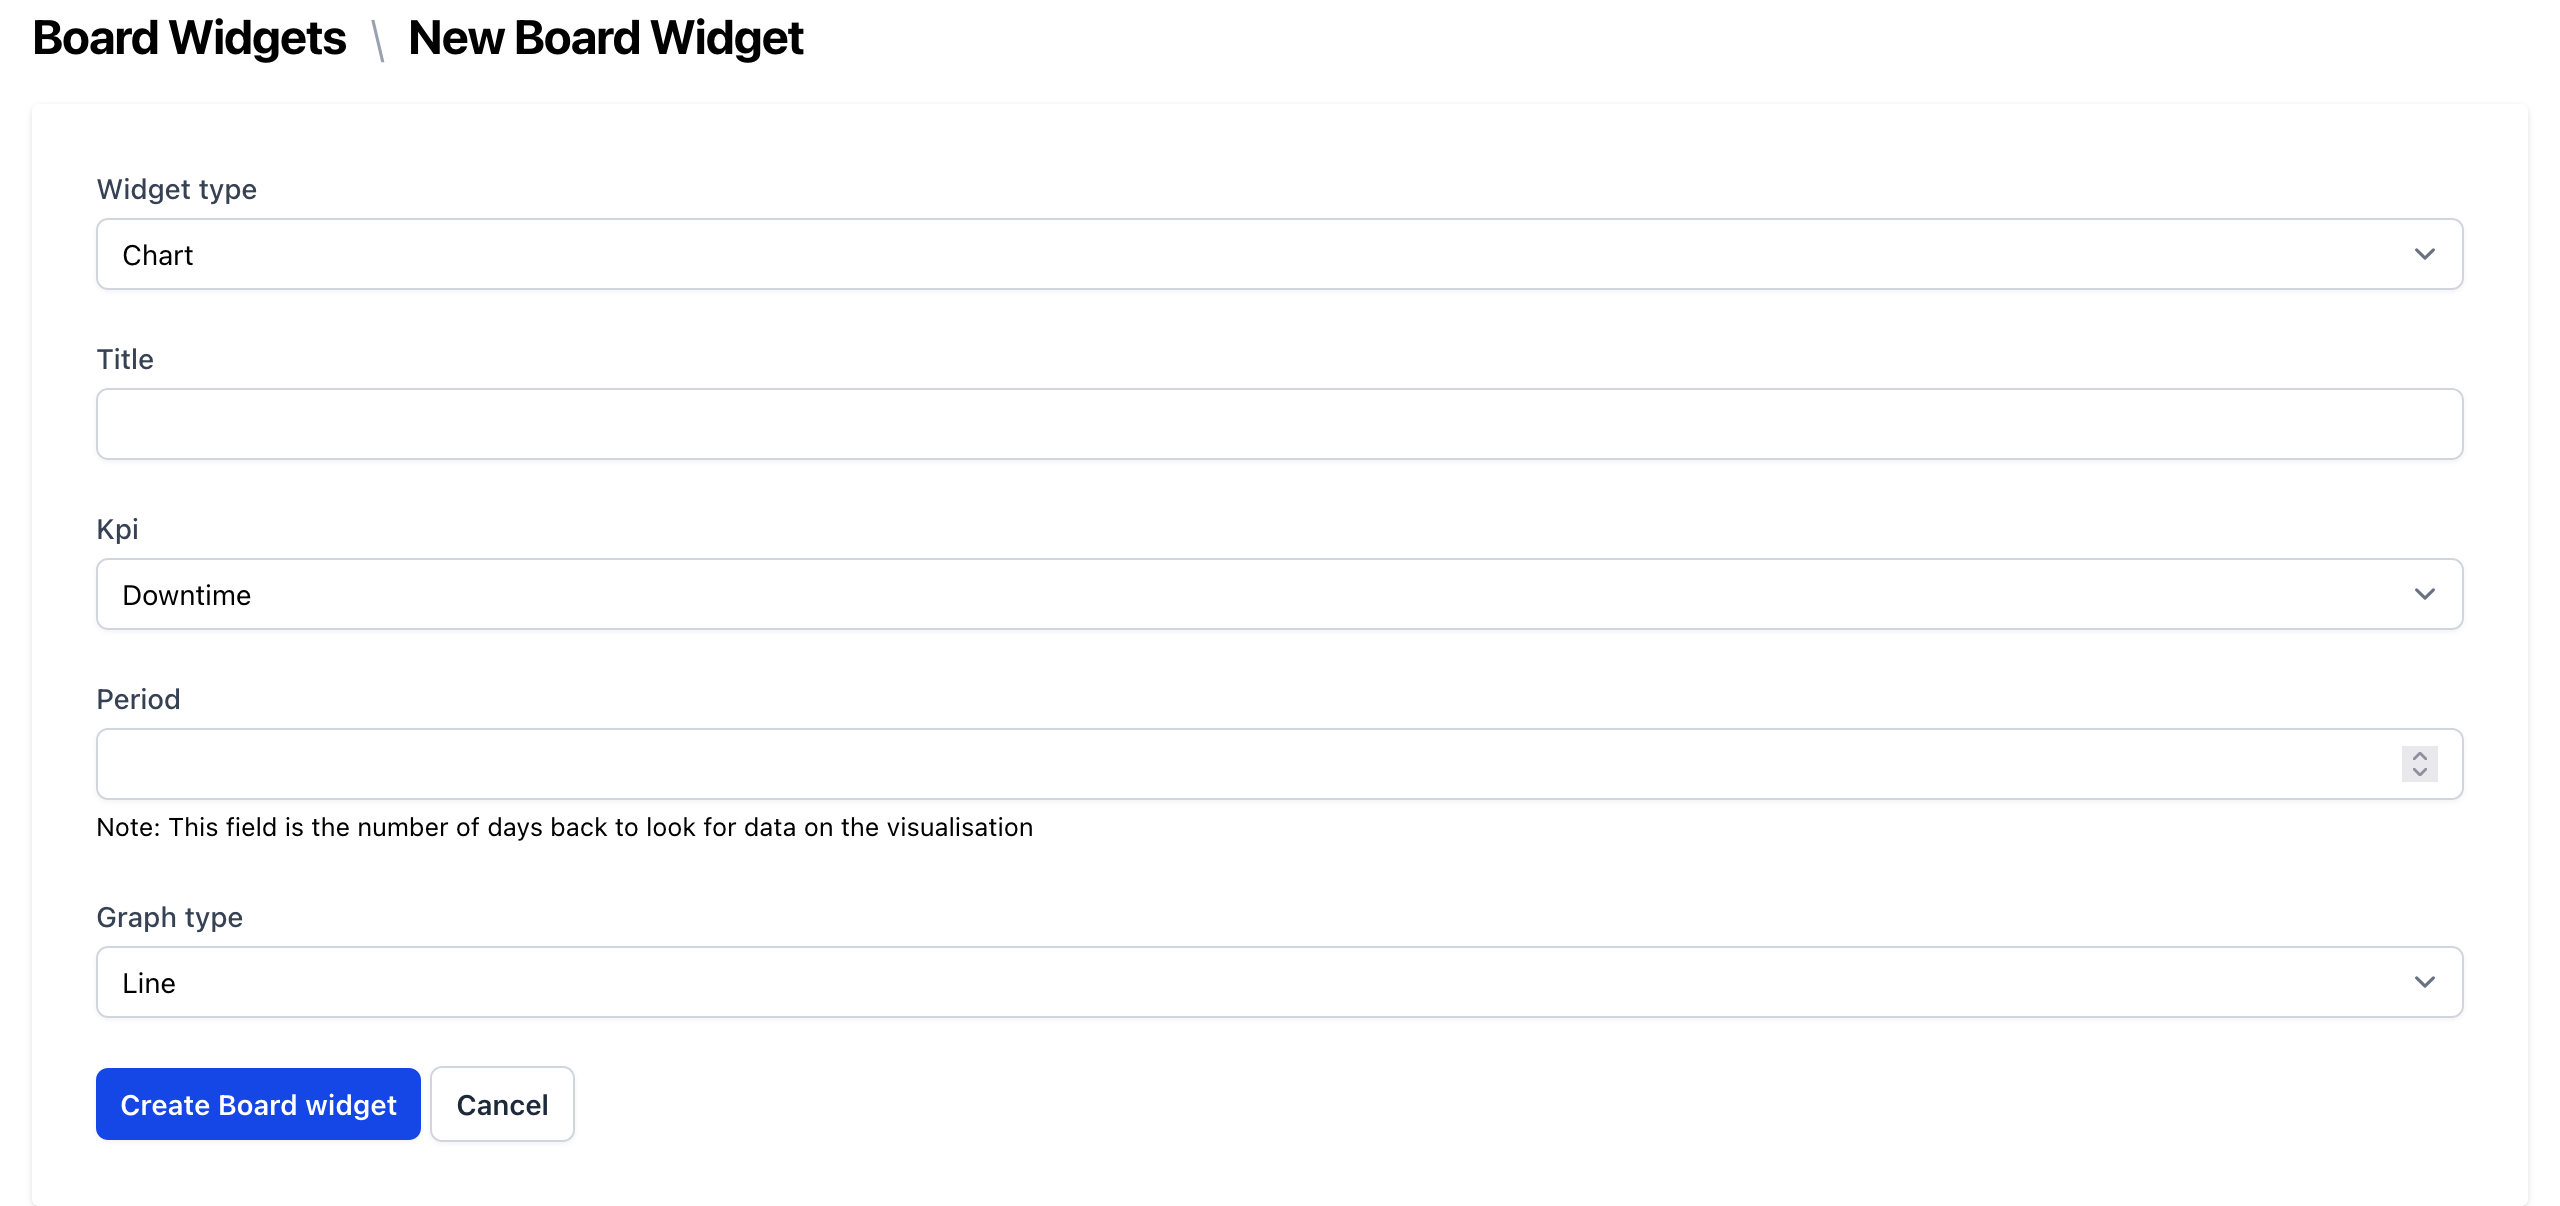 Board Widgets \ New Board Widget
Widget type
Chart
Title
Kpi
Downtime
Period
Note: This field is the number of days back to look for data on the visualisation
Graph type
Line
Create Board widget Cancel